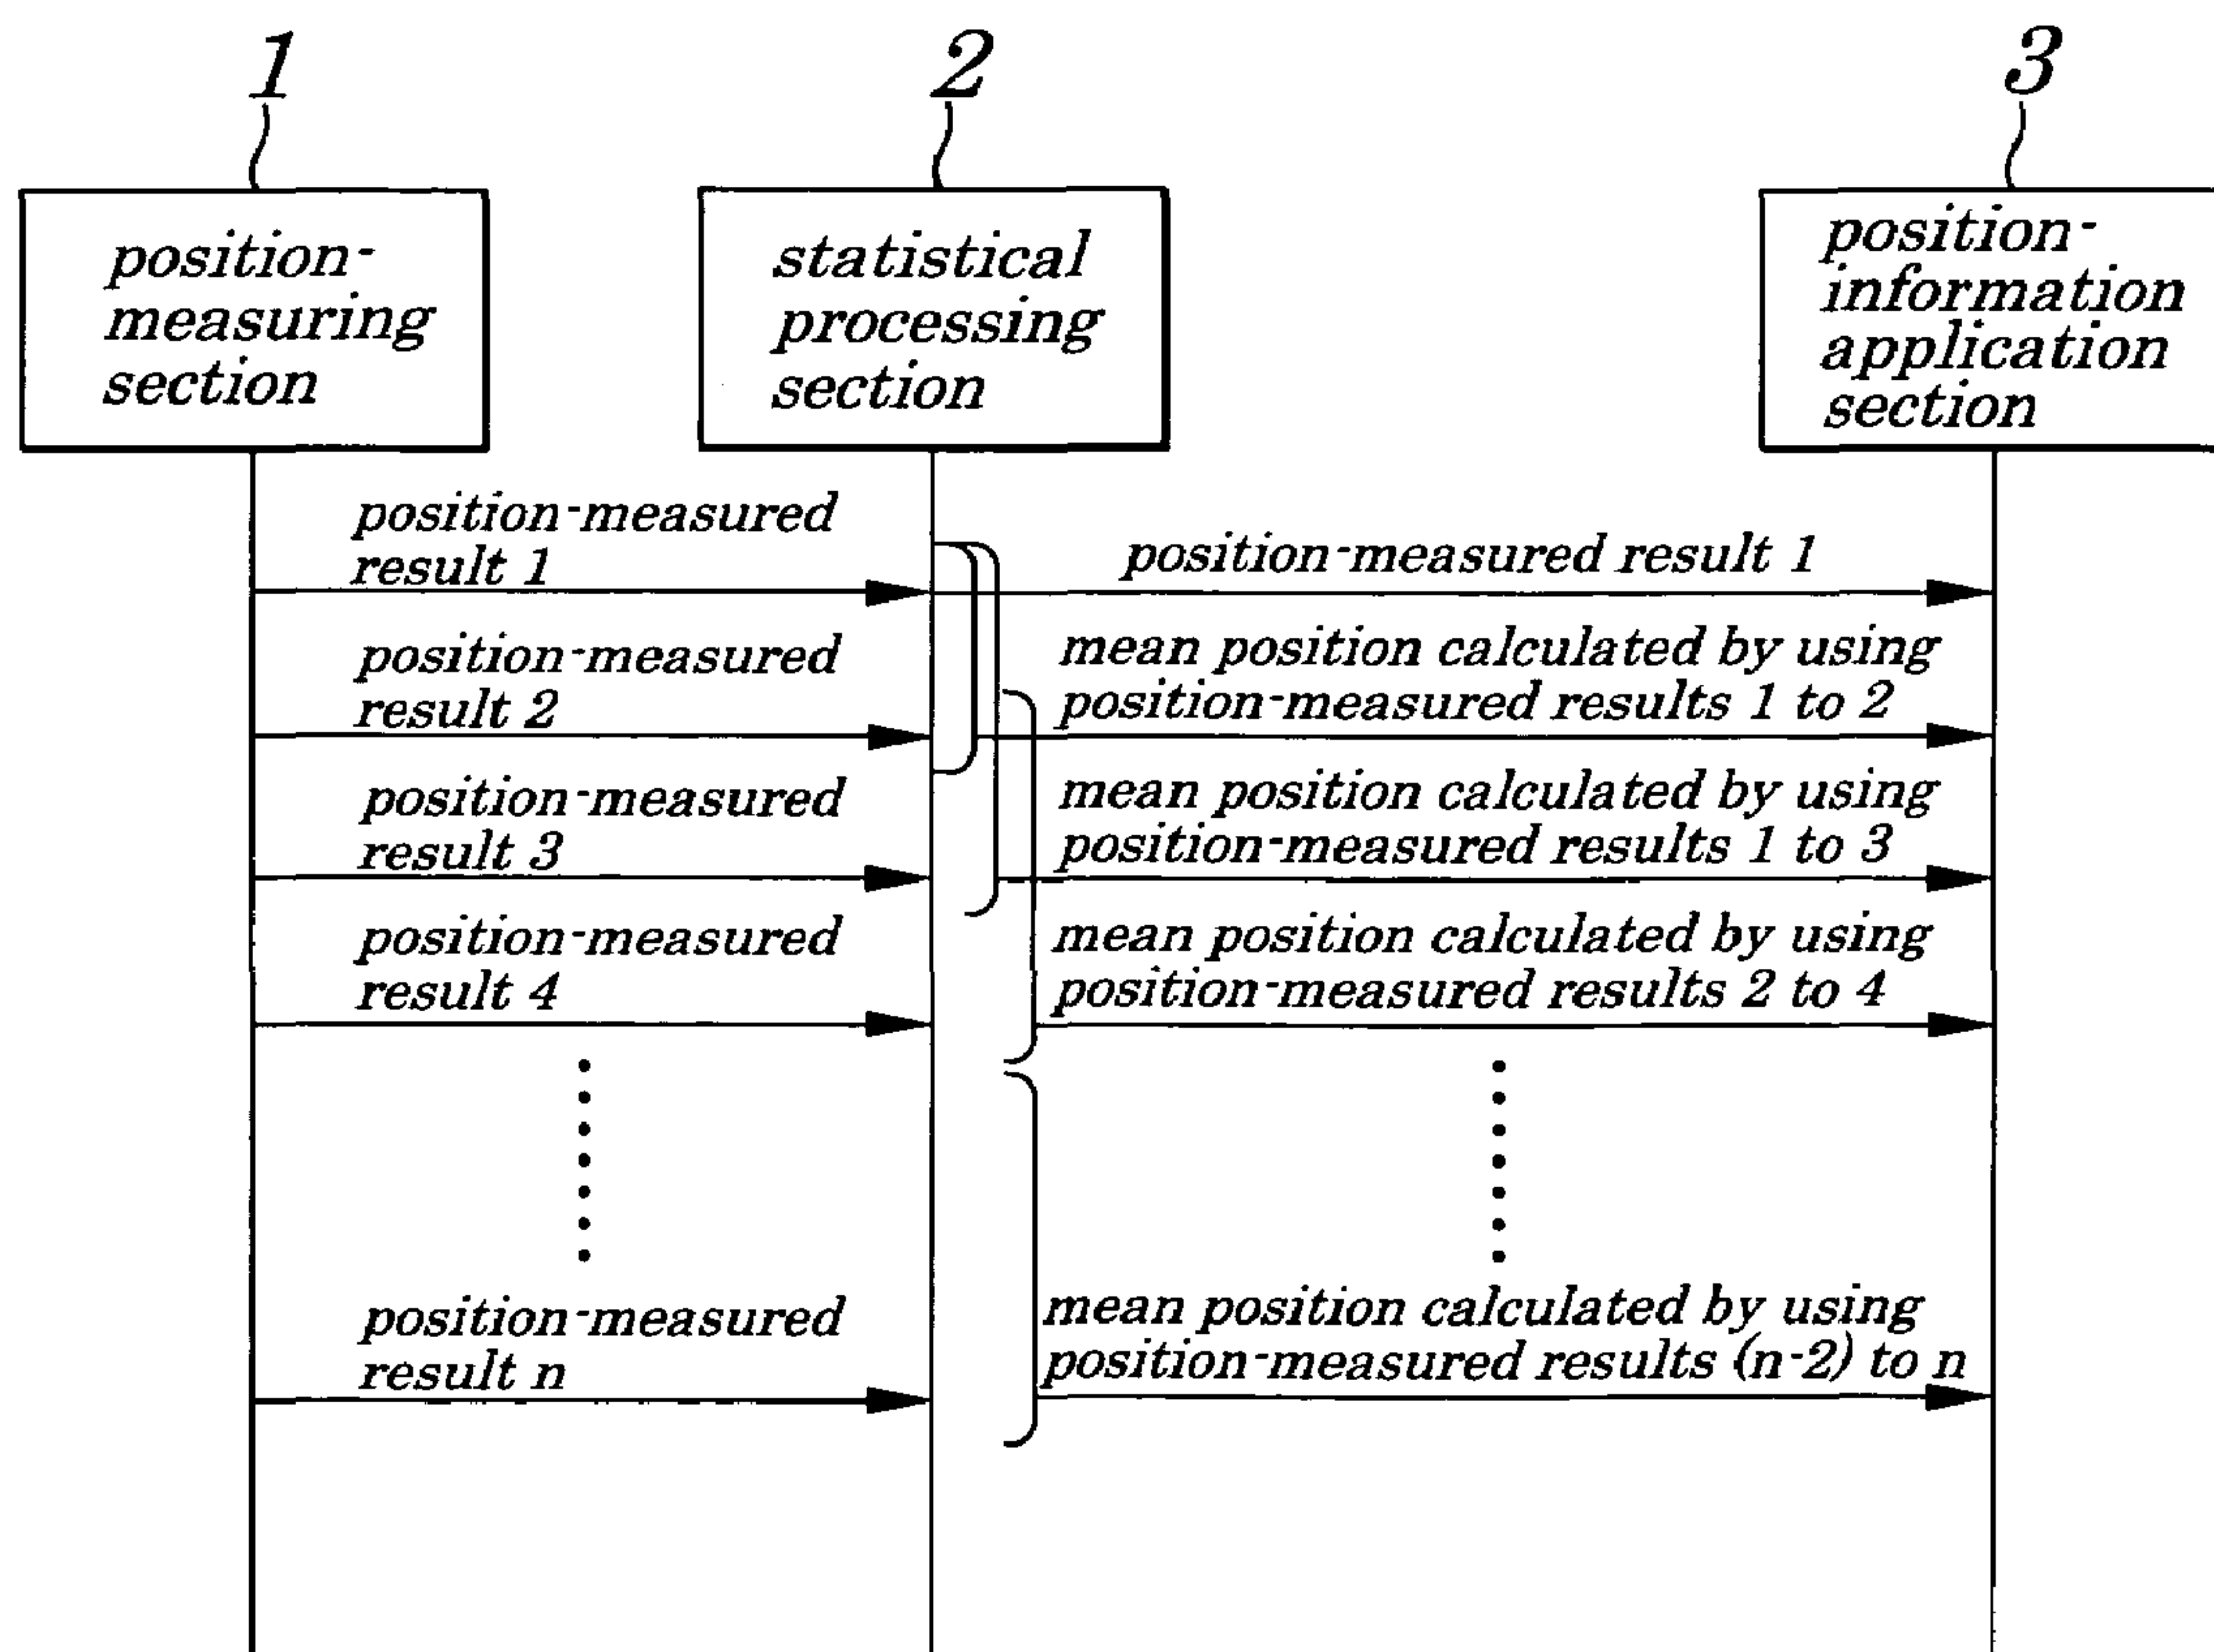 1
2
3
position-
measuring
section
statistical
processing
section
position-
information
application
section
position-measured
result 1
position-measured result 1
position-measured
result 2
mean position calculated by using
position-measured results 1 to 2
position-measured
result 3
mean position calculated by using
position-measured results 1 to 3
position-measured
result 4
mean position calculated by using
position-measured results 2 to 4
position-measured
result n
mean position calculated by using
position-measured results (n-2) to n